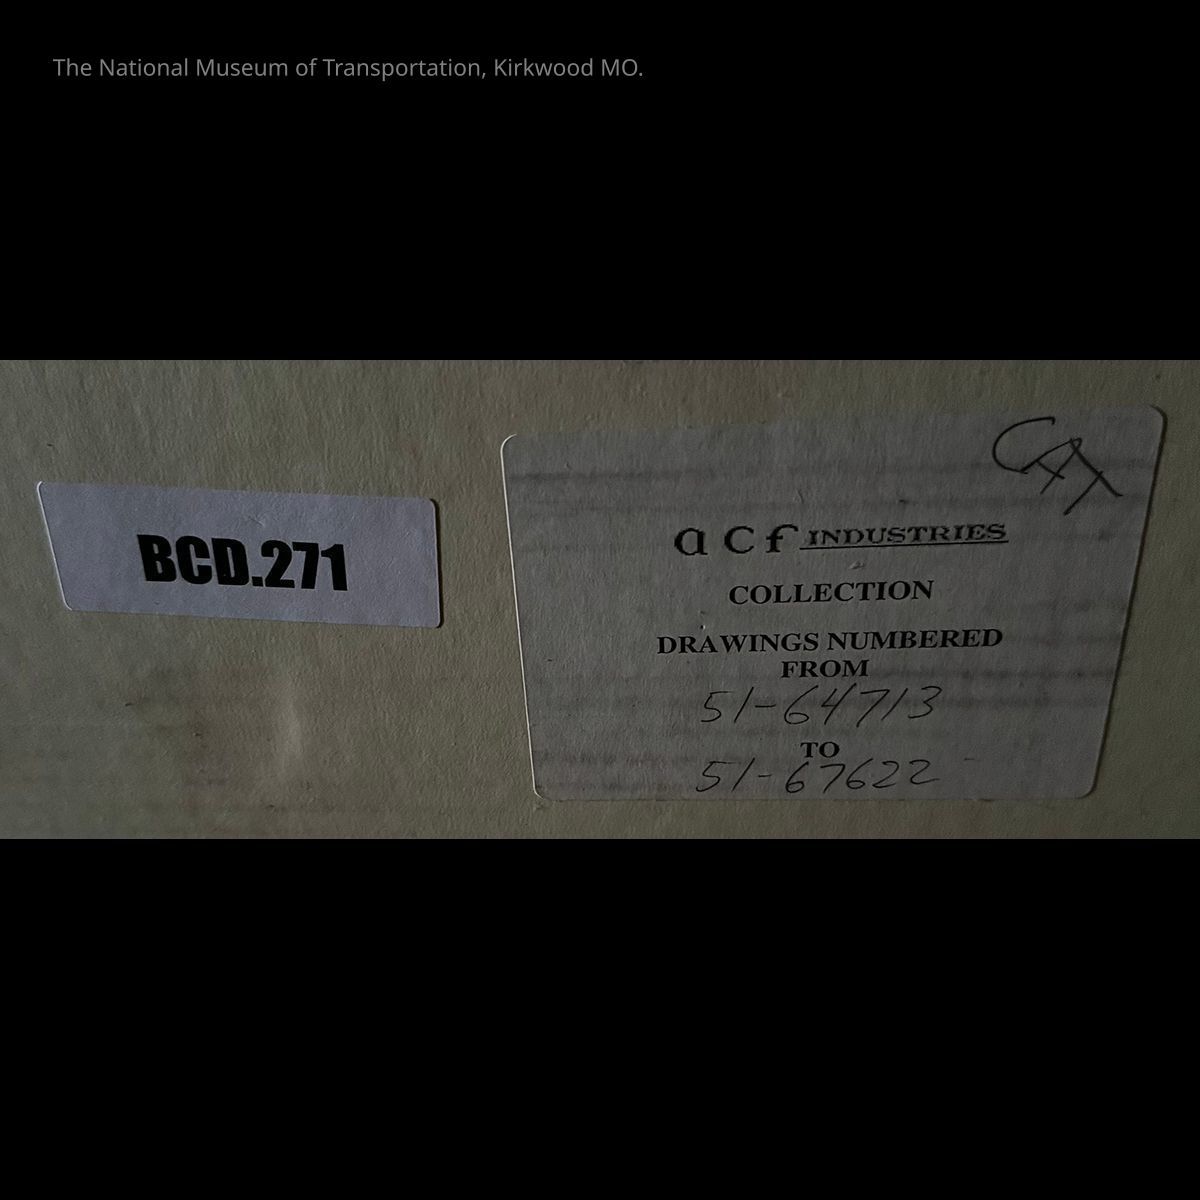 The National Museum of Transportation, Kirkwood MO.
BCD.271
acf INDUSTRIES
COLLECTION
DRAWINGS NUMBERED
FROM
51-64713
TO
51-67622